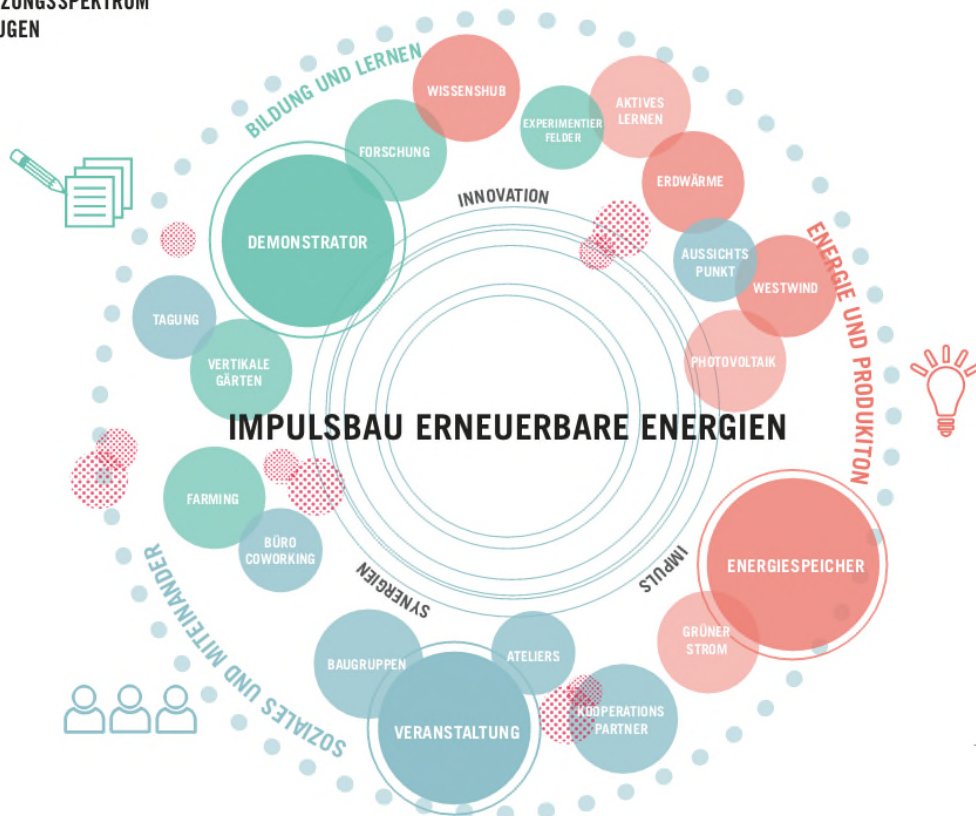 ZUNGSSPEKTRUM
UGEN
BILDUNG UND LERNEN
WISSENSHUB
EXPERIMENTIER
FELDER
AKTIVES
LERNEN
FORSCHUNG
ERDWÄRME
INNOVATION
DEMONSTRATOR
AUSSICHTS
PUNKT
WESTWIND
ENERGIE UND PRODUKITON
TAGUNG
VERTIKALE
GÄRTEN
PHOTOVOLTAIK
IMPULSBAU ERNEUERBARE ENERGIEN
FARMING
BÜRO
COWORKING
SYNERGIEN
IMPULS
ENERGIESPEICHER
SOZIALES UND MITEINANDER
GRÜNER
STROM
BAUGRUPPEN
ATELIERS
VERANSTALTUNG
KOOPERATIONS
PARTNER